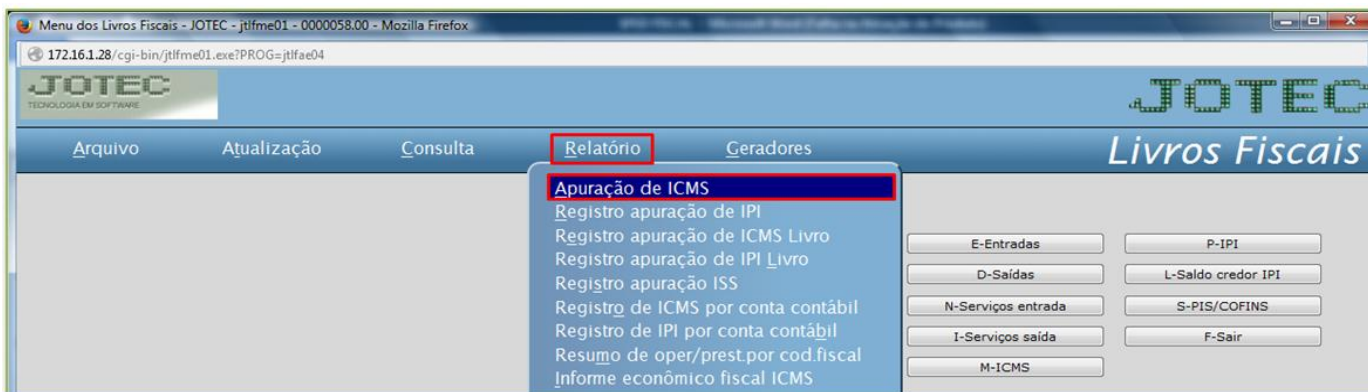 Menu dos Livros Fiscais - JOTEC - jtlfme01 - 0000058.00 - Mozilla Firefox
172.16.1.28/cgi-bin/jtlfme01.exe?PROG=jtlfae04
JOTEC
TECNOLOGIA EM SOFTWARE
JOTEC
Arquivo Atualização Consulta Relatório Geradores Livros Fiscais
Apuração de ICMS
Registro apuração de IPI
Registro apuração de ICMS Livro
Registro apuração de IPI Livro
Registro apuração ISS
Registro de ICMS por conta contábil
Registro de IPI por conta contábil
Resumo de oper/prest.por cod.fiscal
Informe econômico fiscal ICMS
E-Entradas P-IPI
D-Saídas L-Saldo credor IPI
N-Serviços entrada S-PIS/COFINS
I-Serviços saída F-Sair
M-ICMS